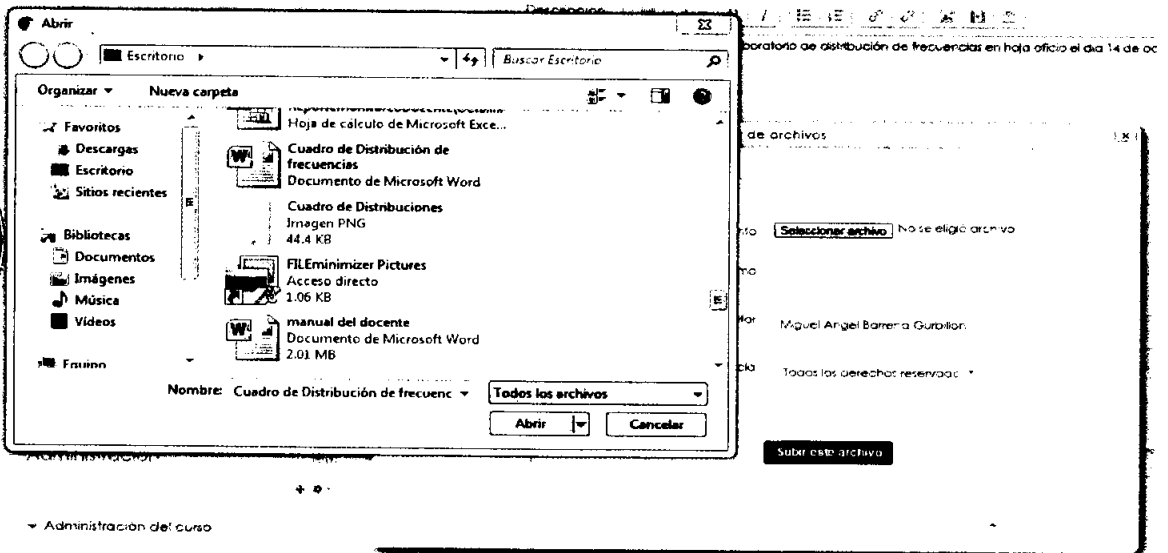 Abrir
Escritorio
Buscar Escritorio
Organizar
Nueva carpeta
Favoritos
Descargas
Escritorio
Sitios recientes
Bibliotecas
Documentos
Imágenes
Música
Vídeos
Equipo
Hoja de cálculo de Microsoft Exce...
Cuadro de Distribución de
frecuencias
Documento de Microsoft Word
Cuadro de Distribuciones
Imagen PNG
44.4 KB
FILEminimizer Pictures
Acceso directo
1.06 KB
manual del docente
Documento de Microsoft Word
2.01 MB
Nombre: Cuadro de Distribución de frecuenc
Todos los archivos
Abrir
Cancelar
Descripción
boratorio de distribución de frecuencias en hoja oficio el dia 14 de oc
de archivos
Seleccionar archivo No se eligió archivo
Miguel Angel
Todos los derechos reservado
Subir este archivo
Administración del curso